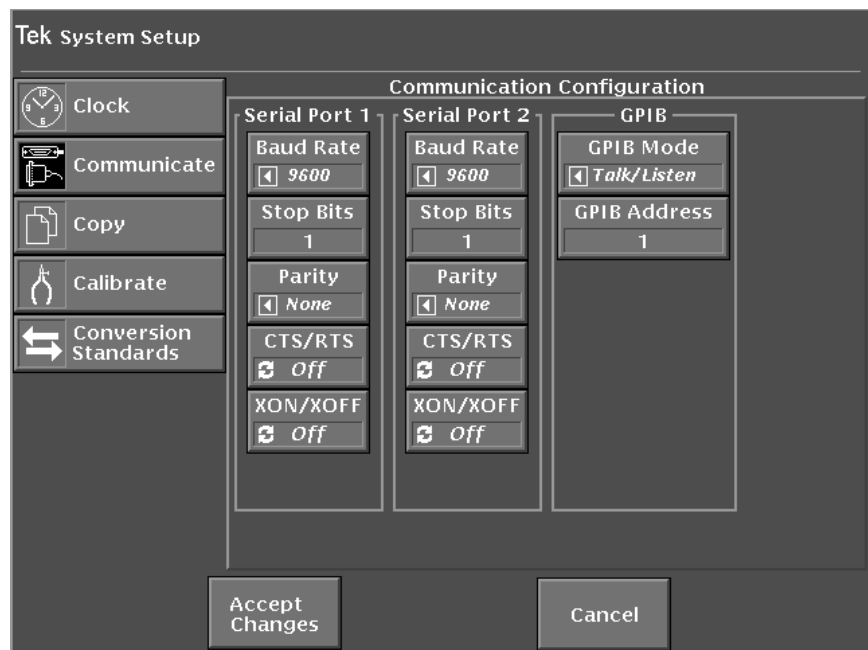 Tek System Setup
Clock
Communicate
Copy
Calibrate
Conversion
Standards
Communication Configuration
Serial Port 1
Baud Rate
9600
Stop Bits
1
Parity
None
CTS/RTS
Off
XON/XOFF
Off
Serial Port 2
Baud Rate
9600
Stop Bits
1
Parity
None
CTS/RTS
Off
XON/XOFF
Off
GPIB
GPIB Mode
Talk/Listen
GPIB Address
1
Accept
Changes
Cancel